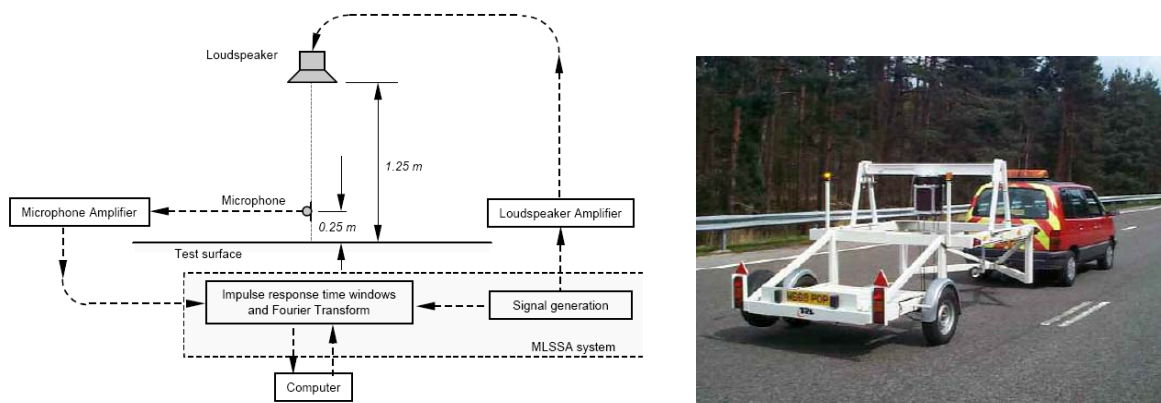 Loudspeaker
1.25 m
Microphone Amplifier
Microphone
0.25 m
Loudspeaker Amplifier
Test surface
Impulse response time windows
and Fourier Transform
Signal generation
MLSSA system
Computer
TRL